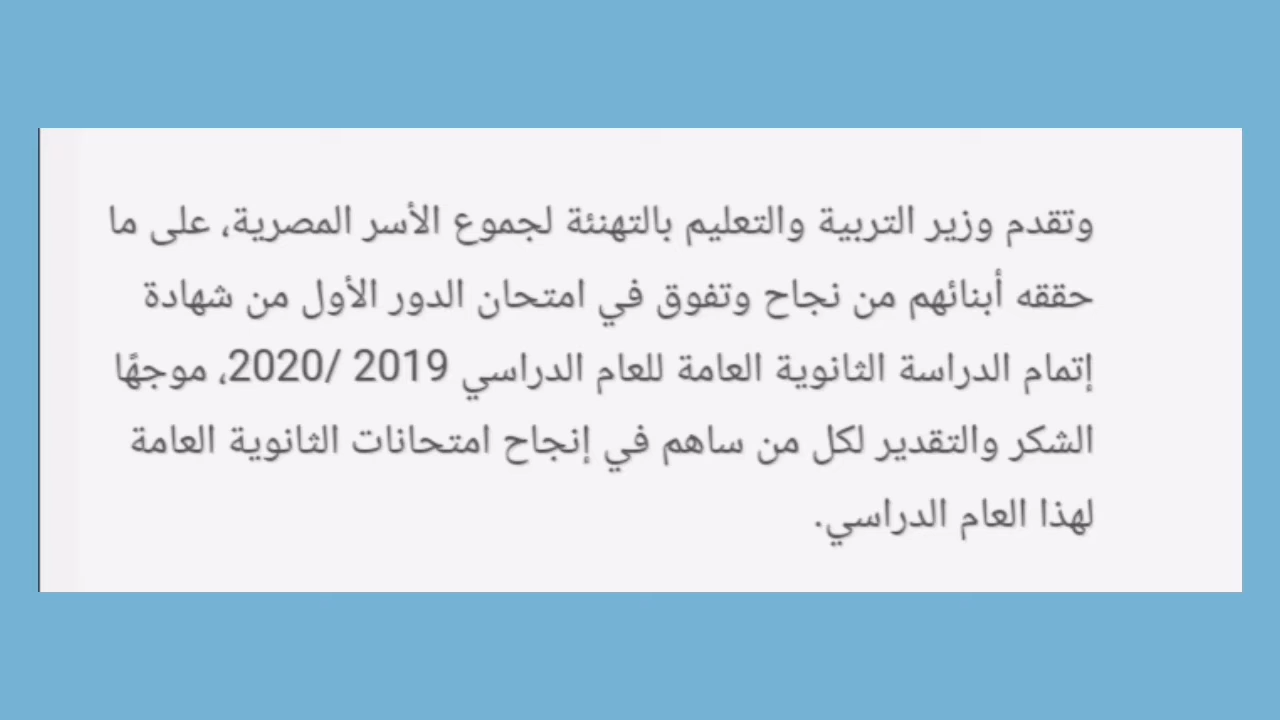 وتقدم وزير التربية والتعليم بالتهنئة لجموع الأسر المصرية، على ما
حققه أبنائهم من نجاح وتفوق في امتحان الدور الأول من شهادة
إتمام الدراسة الثانوية العامة للعام الدراسي 2019 /2020، موجهًا
الشكر والتقدير لكل من ساهم في إنجاح امتحانات الثانوية العامة
لهذا العام الدراسي.